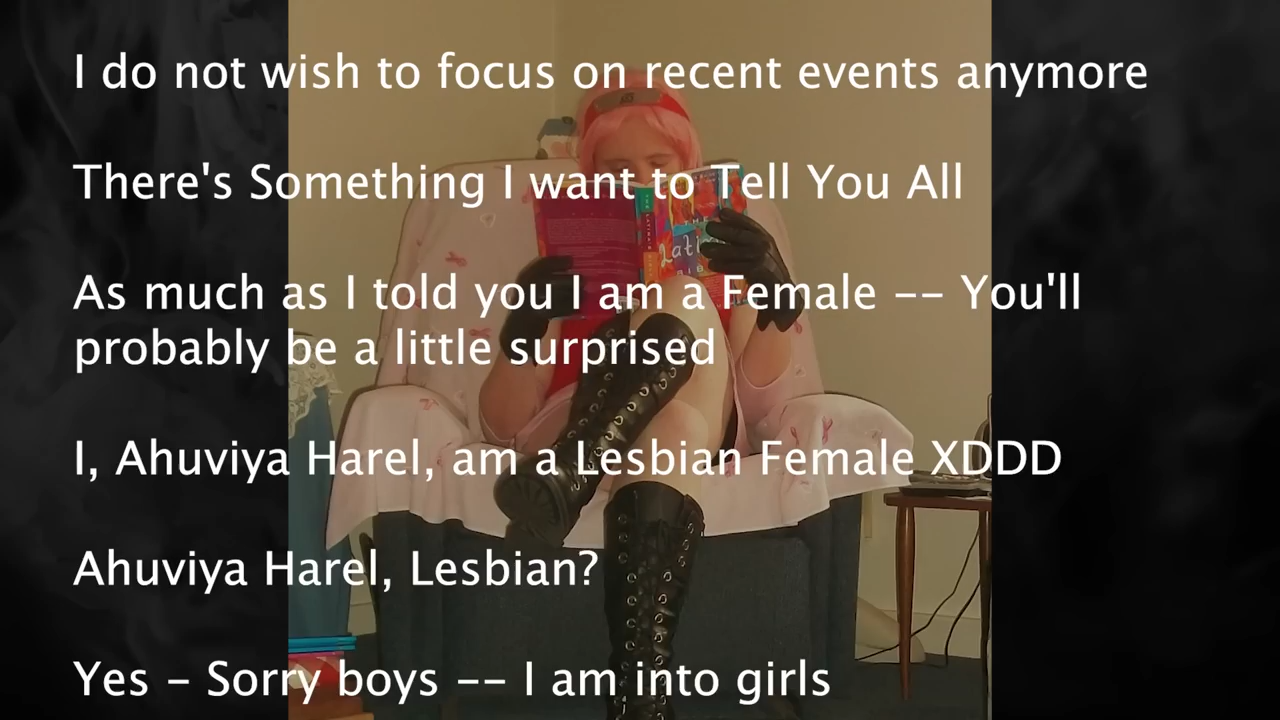 I do not wish to focus on recent events anymore
There's Something I want to Tell You All
As much as I told you I am a Female -- You'll
probably be a little surprised
I, Ahuviya Harel, am a Lesbian Female XDDD
Ahuviya Harel, Lesbian?
Yes – Sorry boys -- I am into girls